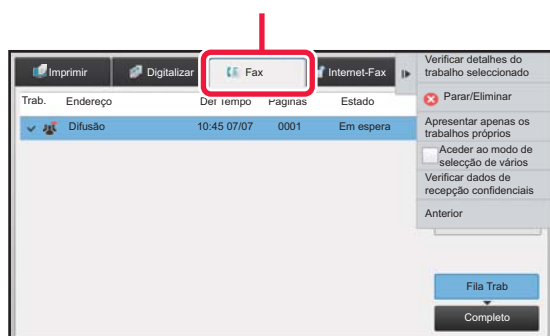 Imprimir
Digitalizar
Fax
Internet-Fax
Trab.
Endereço
Def Tempo
Páginas
Estado
Difusão
10:45 07/07
0001
Em espera
Verificar detalhes do
trabalho seleccionado
Parar/Eliminar
Apresentar apenas os
trabalhos próprios
Aceder ao modo de
selecção de vários
Verificar dados de
recepção confidenciais
Anterior
Fila Trab
Completo